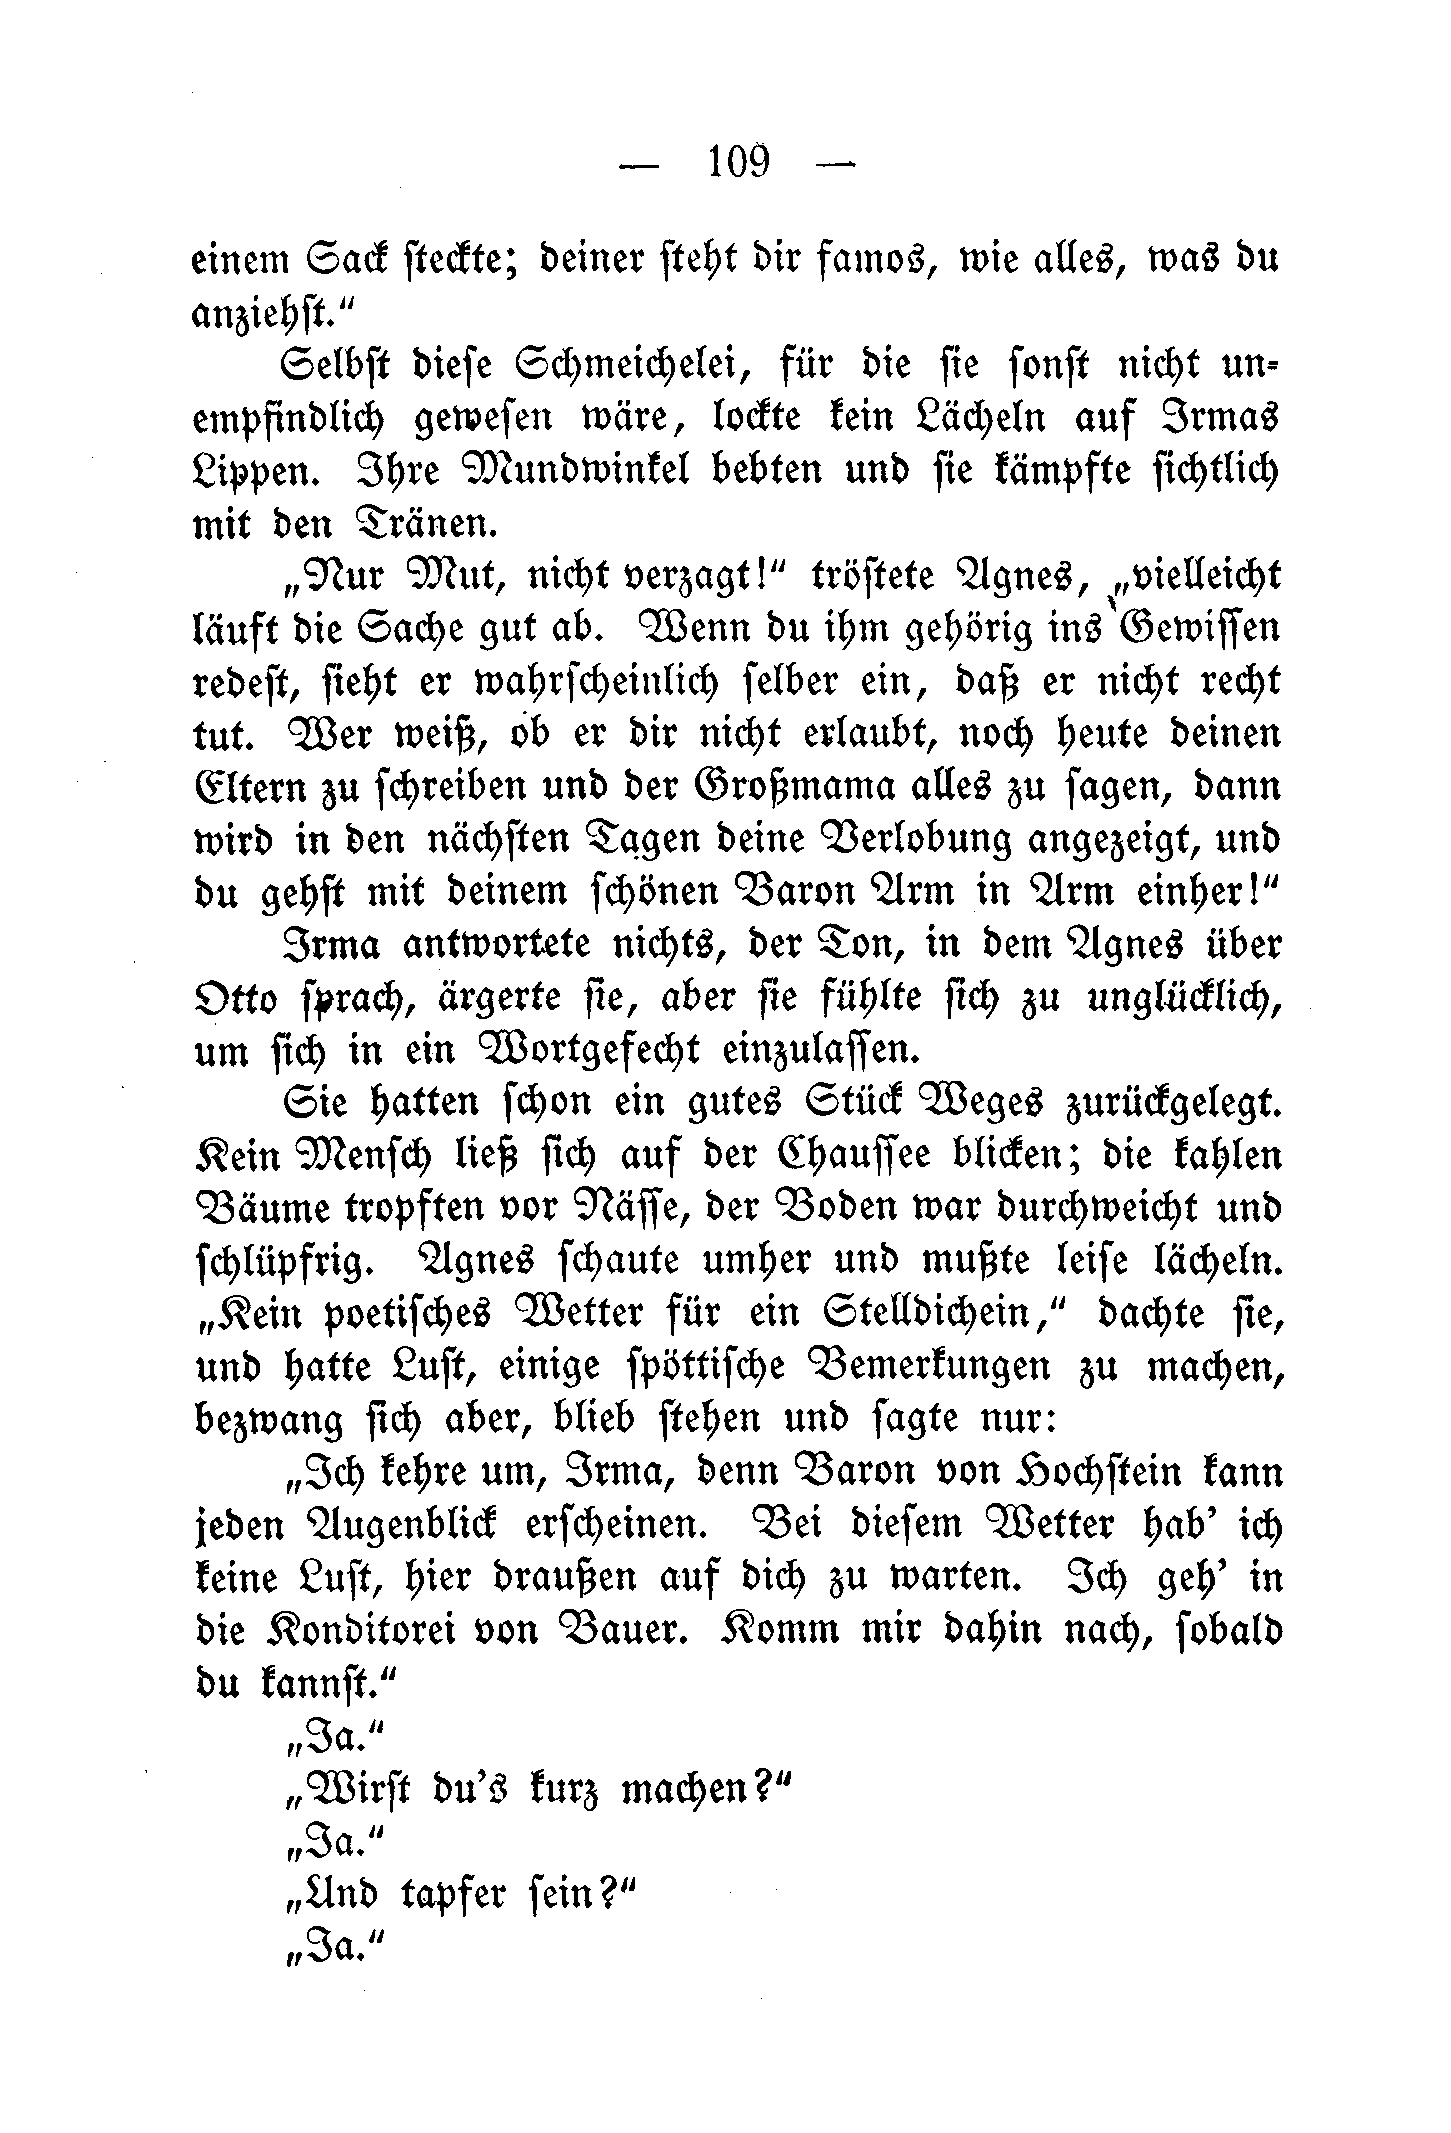 — 109 —
einem Sack steckte; deiner steht dir famos, wie alles, was du
anziehst.“
Selbst diese Schmeichelei, für die sie sonst nicht un-
empfindlich gewesen wäre, lockte kein Lächeln auf Irmas
Lippen. Ihre Mundwinkel bebten und sie kämpfte sichtlich
mit den Tränen.
„Nur Mut, nicht verzagt!“ tröstete Agnes, „vielleicht
läuft die Sache gut ab. Wenn du ihm gehörig ins Gewissen
redest, sieht er wahrscheinlich selber ein, daß er nicht recht
tut. Wer weiß, ob er dir nicht erlaubt, noch heute deinen
Eltern zu schreiben und der Großmama alles zu sagen, dann
wird in den nächsten Tagen deine Verlobung angezeigt, und
du gehst mit deinem schönen Baron Arm in Arm einher!“
Irma antwortete nichts, der Ton, in dem Agnes über
Otto sprach, ärgerte sie, aber sie fühlte sich zu unglücklich,
um sich in ein Wortgefecht einzulassen.
Sie hatten schon ein gutes Stück Weges zurückgelegt.
Kein Mensch ließ sich auf der Chaussee blicken; die kahlen
Bäume tropften vor Nässe, der Boden war durchweicht und
schlüpfrig. Agnes schaute umher und mußte leise lächeln.
„Kein poetisches Wetter für ein Stelldichein,“ dachte sie,
und hatte Lust, einige spöttische Bemerkungen zu machen,
bezwang sich aber, blieb stehen und sagte nur:
„Ich kehre um, Irma, denn Baron von Hochstein kann
jeden Augenblick erscheinen. Bei diesem Wetter hab’ ich
keine Lust, hier draußen auf dich zu warten. Ich geh’ in
die Konditorei von Bauer. Komm mir dahin nach, sobald
du kannst.“
„Ja.“
„Wirst du’s kurz machen?“
„Ja.“
„Und tapfer sein?“
„Ja.“